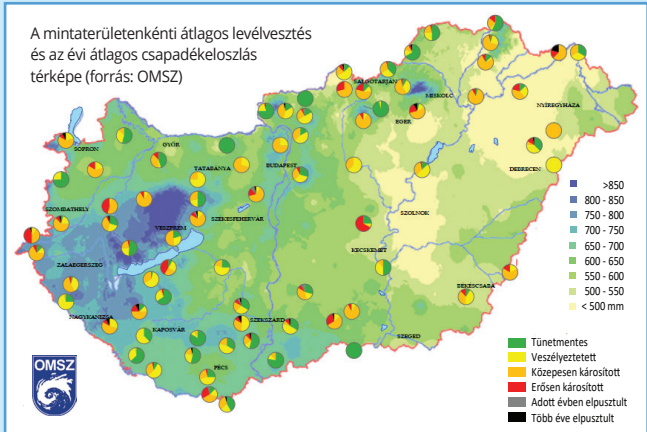 A mintaterületenkénti átlagos levélvesztés
és az évi átlagos csapadékeloszlás
térképe (forrás: OMSZ)
SALGÓTARJÁN
MISKOLC
NYÍREGYHÁZA
EGER
SOPRON
GYŐR
TATABÁNYA
BUDAPEST
DEBRECEN
SZOMBATHELY
SZÉKESFEHÉRVÁR
SZOLNOK
VESZPRÉM
KECSKEMÉT
ZALAEGERSZEG
BÉKÉSCSABA
NAGYKANIZSA
SZEKSZÁRD
KAPOSVÁR
SZEGED
PÉCS
>850
800 - 850
750 - 800
700 - 750
650 - 700
600 - 650
550 - 600
500 - 550
< 500 mm
Tünetmentes
Veszélyeztetett
Közepesen károsított
Erősen károsított
Adott évben elpusztult
Több éve elpusztult
OMSZ